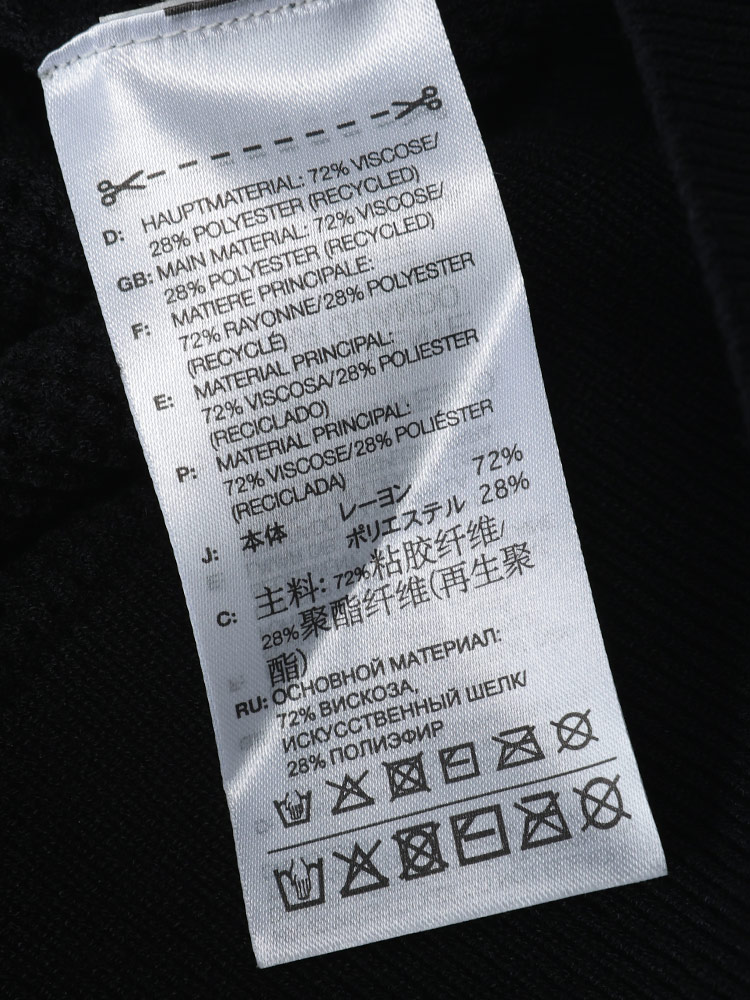 D: HAUPTMATERIAL: 72% VISCOSE/
28% POLYESTER (RECYCLED)
GB: MAIN MATERIAL: 72% VISCOSE/
28% POLYESTER (RECYCLED)
F: MATIERE PRINCIPALE:
72% RAYONNE/28% POLYESTER
(RECYCLÉ)
E: MATERIAL PRINCIPAL:
72% VISCOSA/28% POLIESTER
(RECICLADO)
P: MATERIAL PRINCIPAL:
72% VISCOSE/28% POLIÉSTER
(RECICLADA)
J: 本体 レーヨン 72%
ポリエステル 28%
C: 主料: 72%粘胶纤维/
28%聚酯纤维(再生聚
酯)
RU: ОСНОВНОЙ МАТЕРИАЛ:
72% ВИСКОЗА,
ИСКУССТВЕННЫЙ ШЕЛК/
28% ПОЛИЭФИР